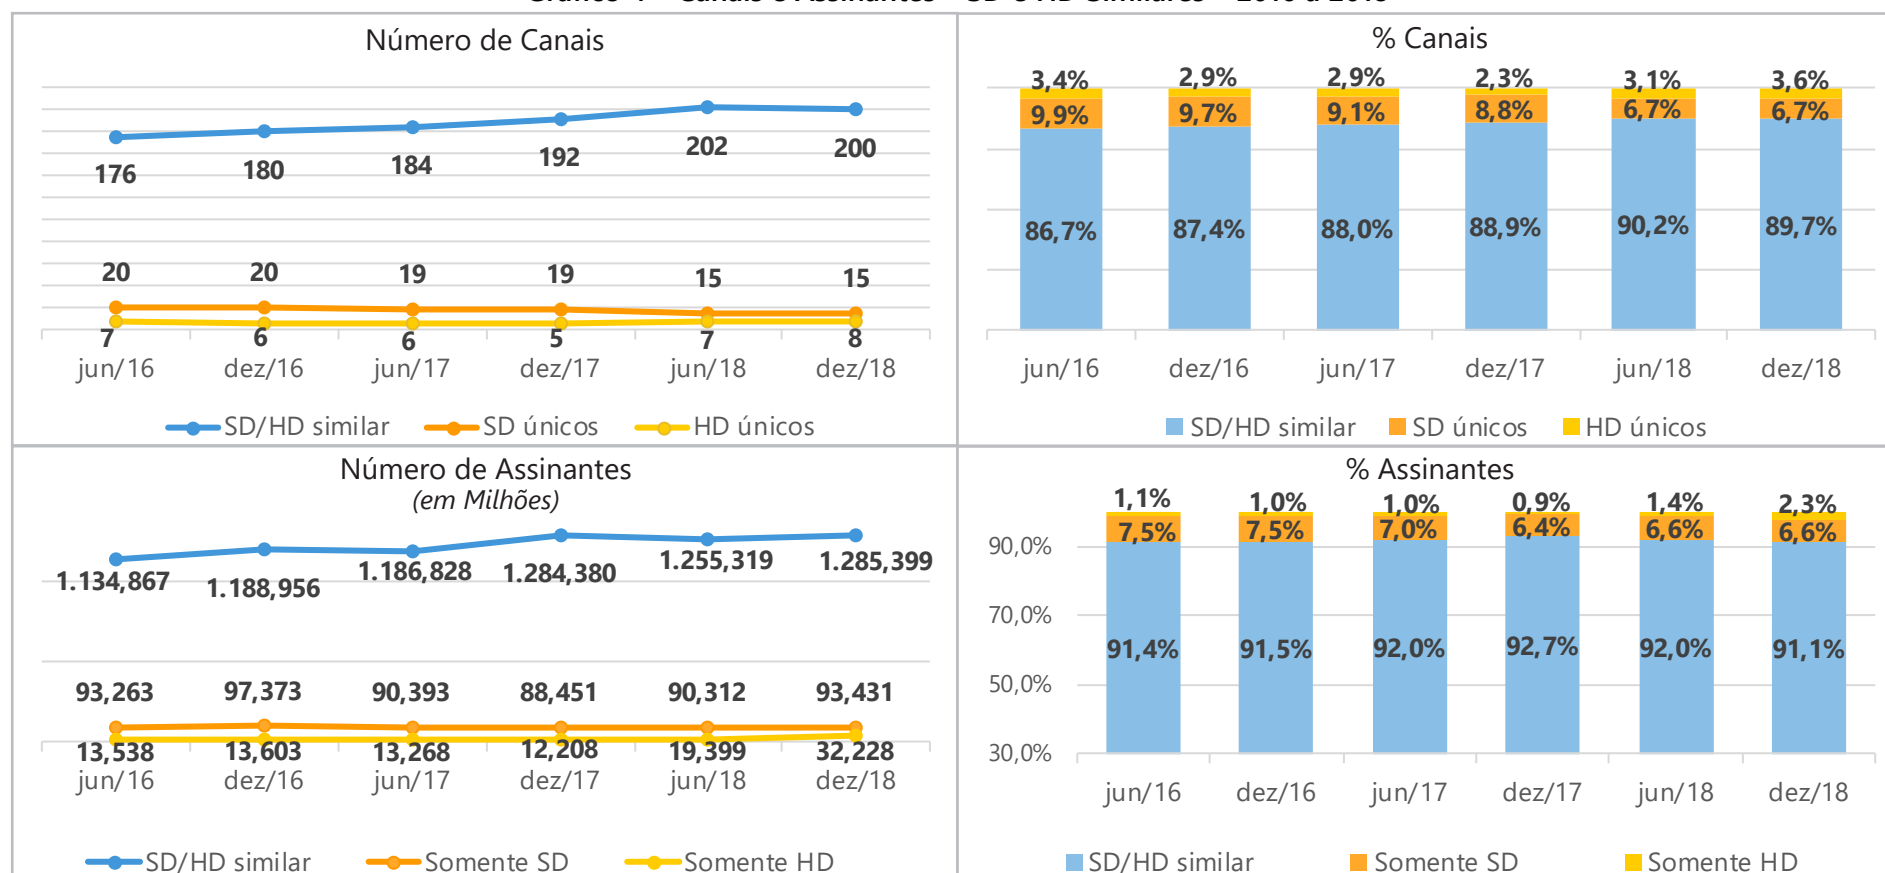 Número de Canais
176 180 184 192 202 200
20 20 19 19 15 15
7 6 6 5 7 8
jun/16 dez/16 jun/17 dez/17 jun/18 dez/18
SD/HD similar SD únicos HD únicos
% Canais
3,4% 2,9% 2,9% 2,3% 3,1% 3,6%
9,9% 9,7% 9,1% 8,8% 6,7% 6,7%
86,7% 87,4% 88,0% 88,9% 90,2% 89,7%
jun/16 dez/16 jun/17 dez/17 jun/18 dez/18
SD/HD similar SD únicos HD únicos
Número de Assinantes
(em Milhões)
1.134,867 1.188,956 1.186,828 1.284,380 1.255,319 1.285,399
93,263 97,373 90,393 88,451 90,312 93,431
13,538 13,603 13,268 12,208 19,399 32,228
jun/16 dez/16 jun/17 dez/17 jun/18 dez/18
SD/HD similar Somente SD Somente HD
% Assinantes
1,1% 1,0% 1,0% 0,9% 1,4% 2,3%
90,0% 7,5% 7,5% 7,0% 6,4% 6,6% 6,6%
70,0%
91,4% 91,5% 92,0% 92,7% 92,0% 91,1%
50,0%
30,0%
jun/16 dez/16 jun/17 dez/17 jun/18 dez/18
SD/HD similar Somente SD Somente HD